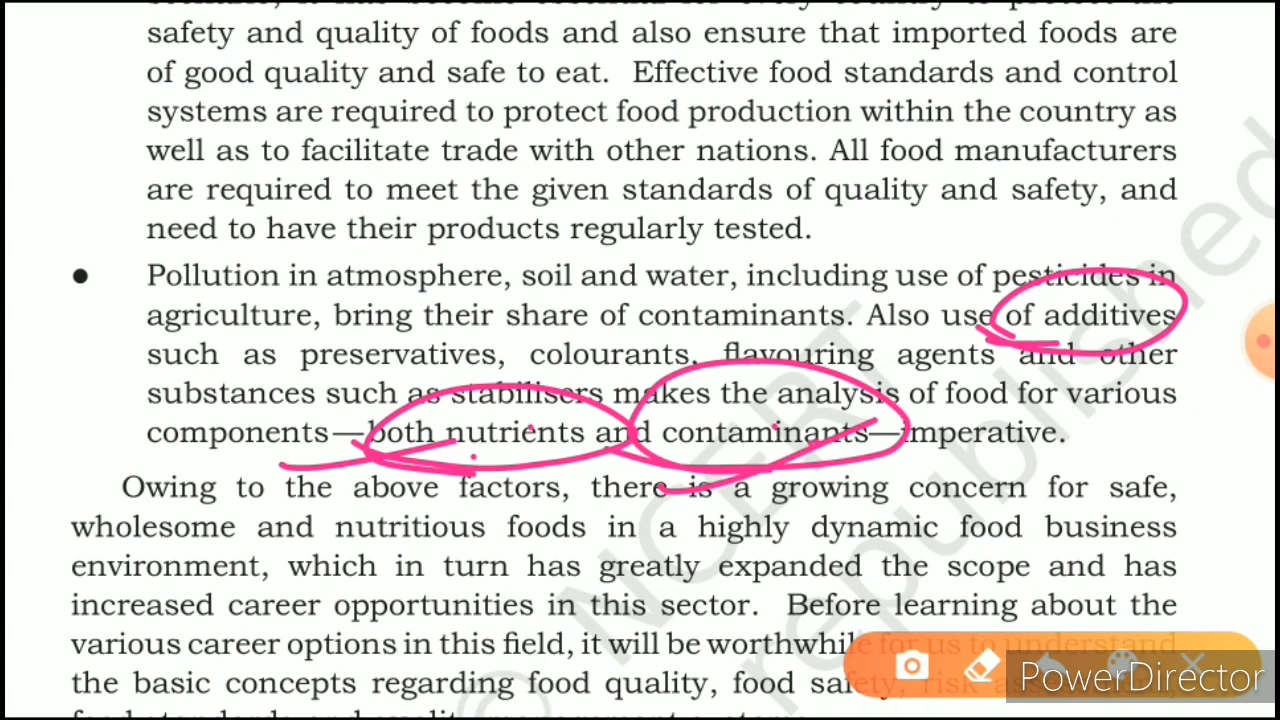 safety and quality of foods and also ensure that imported foods are
of good quality and safe to eat. Effective food standards and control
systems are required to protect food production within the country as
well as to facilitate trade with other nations. All food manufacturers
are required to meet the given standards of quality and safety, and
need to have their products regularly tested.
● Pollution in atmosphere, soil and water, including use of pesticides in
agriculture, bring their share of contaminants. Also use of additives
such as preservatives, colourants, flavouring agents and other
substances such as stabilisers makes the analysis of food for various
components—both nutrients and contaminants—imperative.
Owing to the above factors, there is a growing concern for safe,
wholesome and nutritious foods in a highly dynamic food business
environment, which in turn has greatly expanded the scope and has
increased career opportunities in this sector. Before learning about the
various career options in this field, it will be worthwhile for us to understand
the basic concepts regarding food quality, food safety, risk
© NCERT
republished
PowerDirector